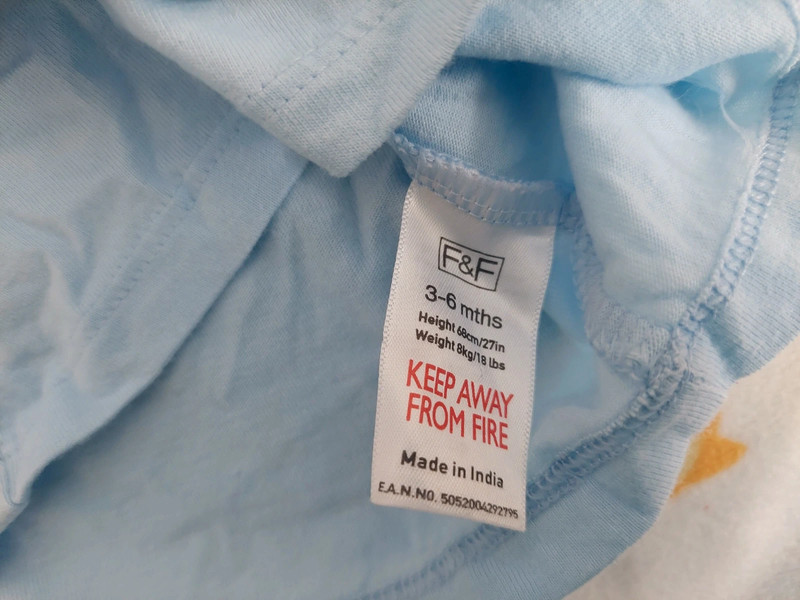 F&F
3-6 mths
Height 68cm/27in
Weight 8kg/18 lbs
KEEP AWAY
FROM FIRE
Made in India
E.A.N.NO. 5052004292795